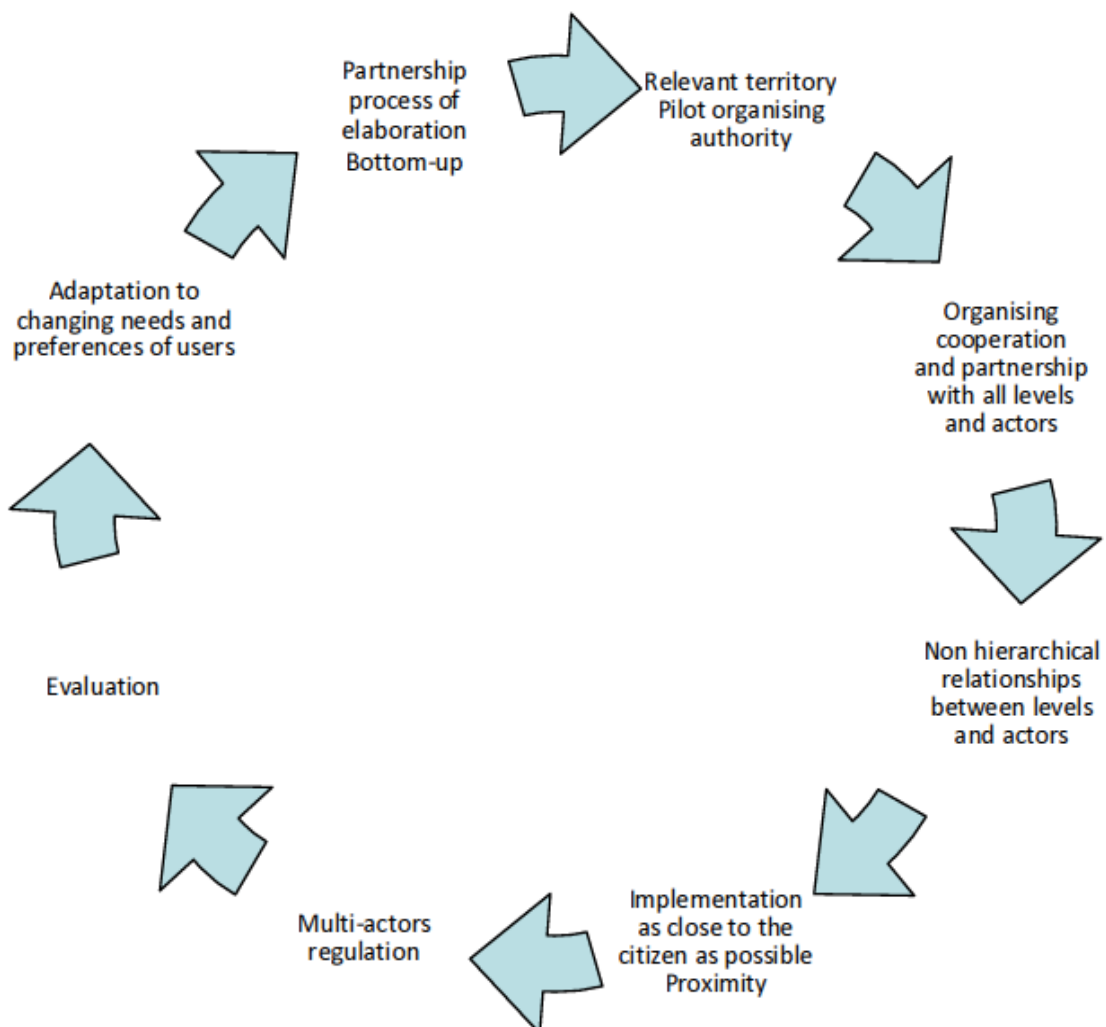 Partnership
process of
elaboration
Bottom-up
Relevant territory
Pilot organising
authority
Organising
cooperation
and partnership
with all levels
and actors
Non hierarchical
relationships
between levels
and actors
Implementation
as close to the
citizen as possible
Proximity
Multi-actors
regulation
Evaluation
Adaptation to
changing needs and
preferences of users